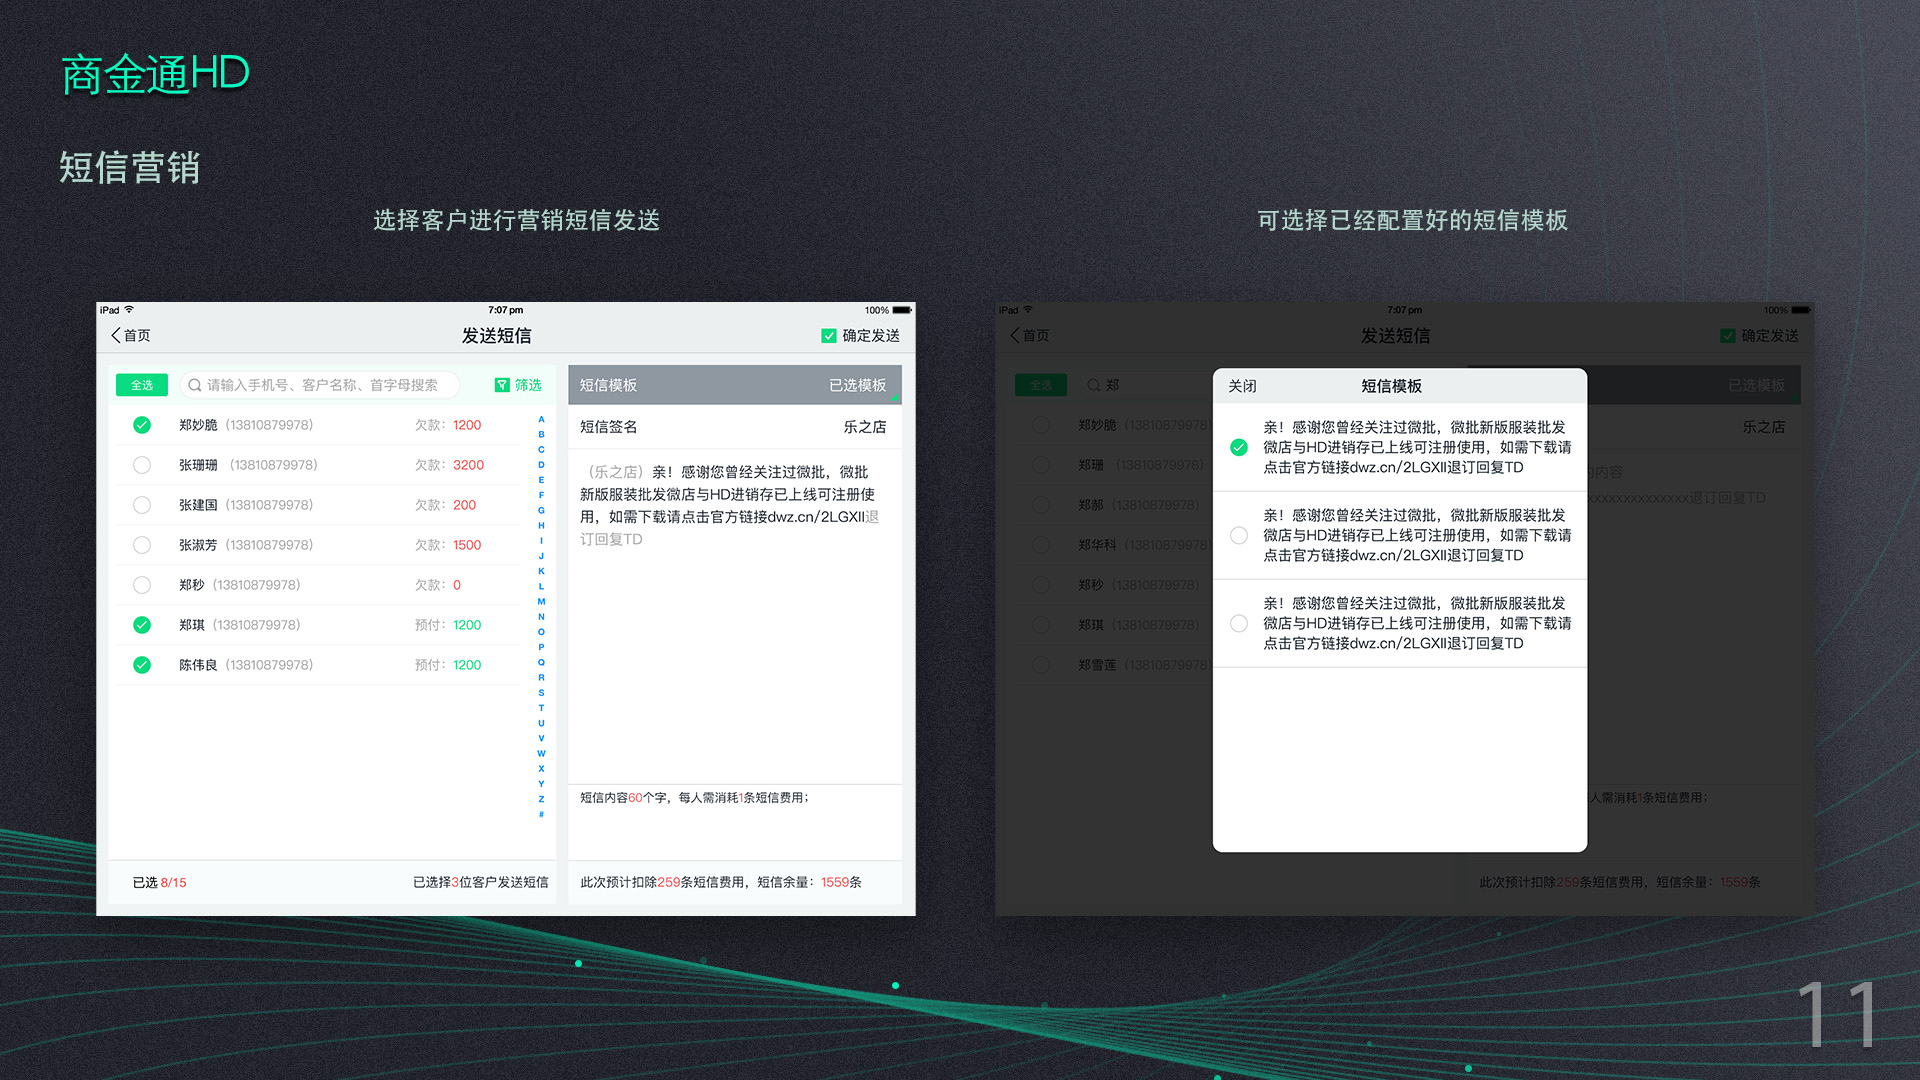 商金通HD
短信营销
选择客户进行营销短信发送
iPad 7:07 pm 100%
首页 发送短信 确定发送
全选 请输入手机号、客户名称、首字母搜索 筛选
郑妙脆 (13810879978) 欠款：1200
张珊珊 (13810879978) 欠款：3200
张建国 (13810879978) 欠款：200
张淑芳 (13810879978) 欠款：1500
郑秒 (13810879978) 欠款：0
郑琪 (13810879978) 预付：1200
陈伟良 (13810879978) 预付：1200
A
B
C
D
E
F
G
H
I
J
K
L
M
N
O
P
Q
R
S
T
U
V
W
X
Y
Z
#
已选 8/15 已选择3位客户发送短信
短信模板 已选模板
短信签名 乐之店
（乐之店）亲！感谢您曾经关注过微批，微批
新版服装批发微店与HD进销存已上线可注册使
用，如需下载请点击官方链接dwz.cn/2LGXII退
订回复TD
短信内容60个字，每人需消耗1条短信费用；
此次预计扣除259条短信费用，短信余量：1559条
可选择已经配置好的短信模板
iPad 7:07 pm 100%
首页 发送短信 确定发送
全选 郑 已选模板
郑妙脆 (13810879978) 乐之店
郑珊 (13810879978)
郑郝 (13810879978)
郑华科 (13810879978)
郑秒 (13810879978)
郑琪 (13810879978)
郑雪莲 (13810879978)
的内容
xxxxxxxxxxxxxx退订回复TD
人需消耗1条短信费用；
此次预计扣除259条短信费用，短信余量：1559条
关闭 短信模板
亲！感谢您曾经关注过微批，微批新版服装批发
微店与HD进销存已上线可注册使用，如需下载请
点击官方链接dwz.cn/2LGXII退订回复TD
亲！感谢您曾经关注过微批，微批新版服装批发
微店与HD进销存已上线可注册使用，如需下载请
点击官方链接dwz.cn/2LGXII退订回复TD
亲！感谢您曾经关注过微批，微批新版服装批发
微店与HD进销存已上线可注册使用，如需下载请
点击官方链接dwz.cn/2LGXII退订回复TD
11